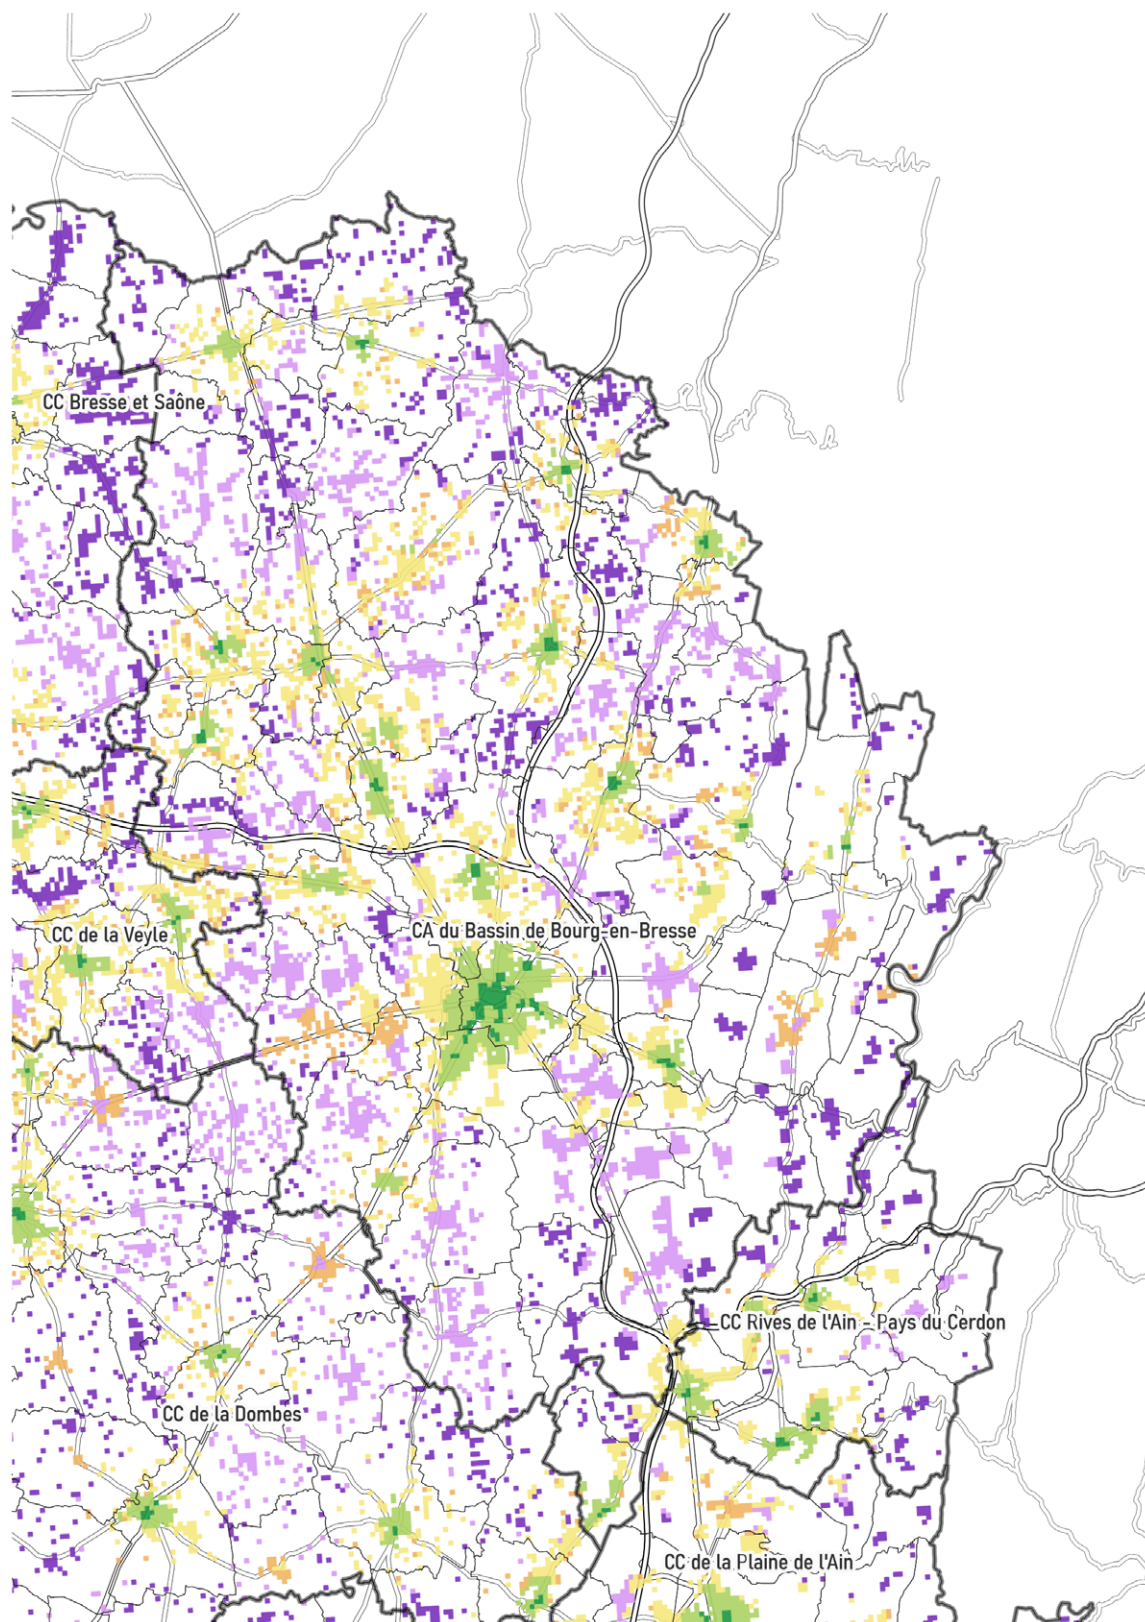 CC Bresse et Saône
CA du Bassin de Bourg-en-Bresse
CC de la Veyle
CC Rives de l'Ain - Pays du Cerdon
CC de la Dombes
CC de la Plaine de l'Ain